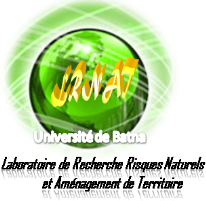 LRNAT
Université de Batna
Laboratoire de Recherche Risques Naturels
et Aménagement de Territoire